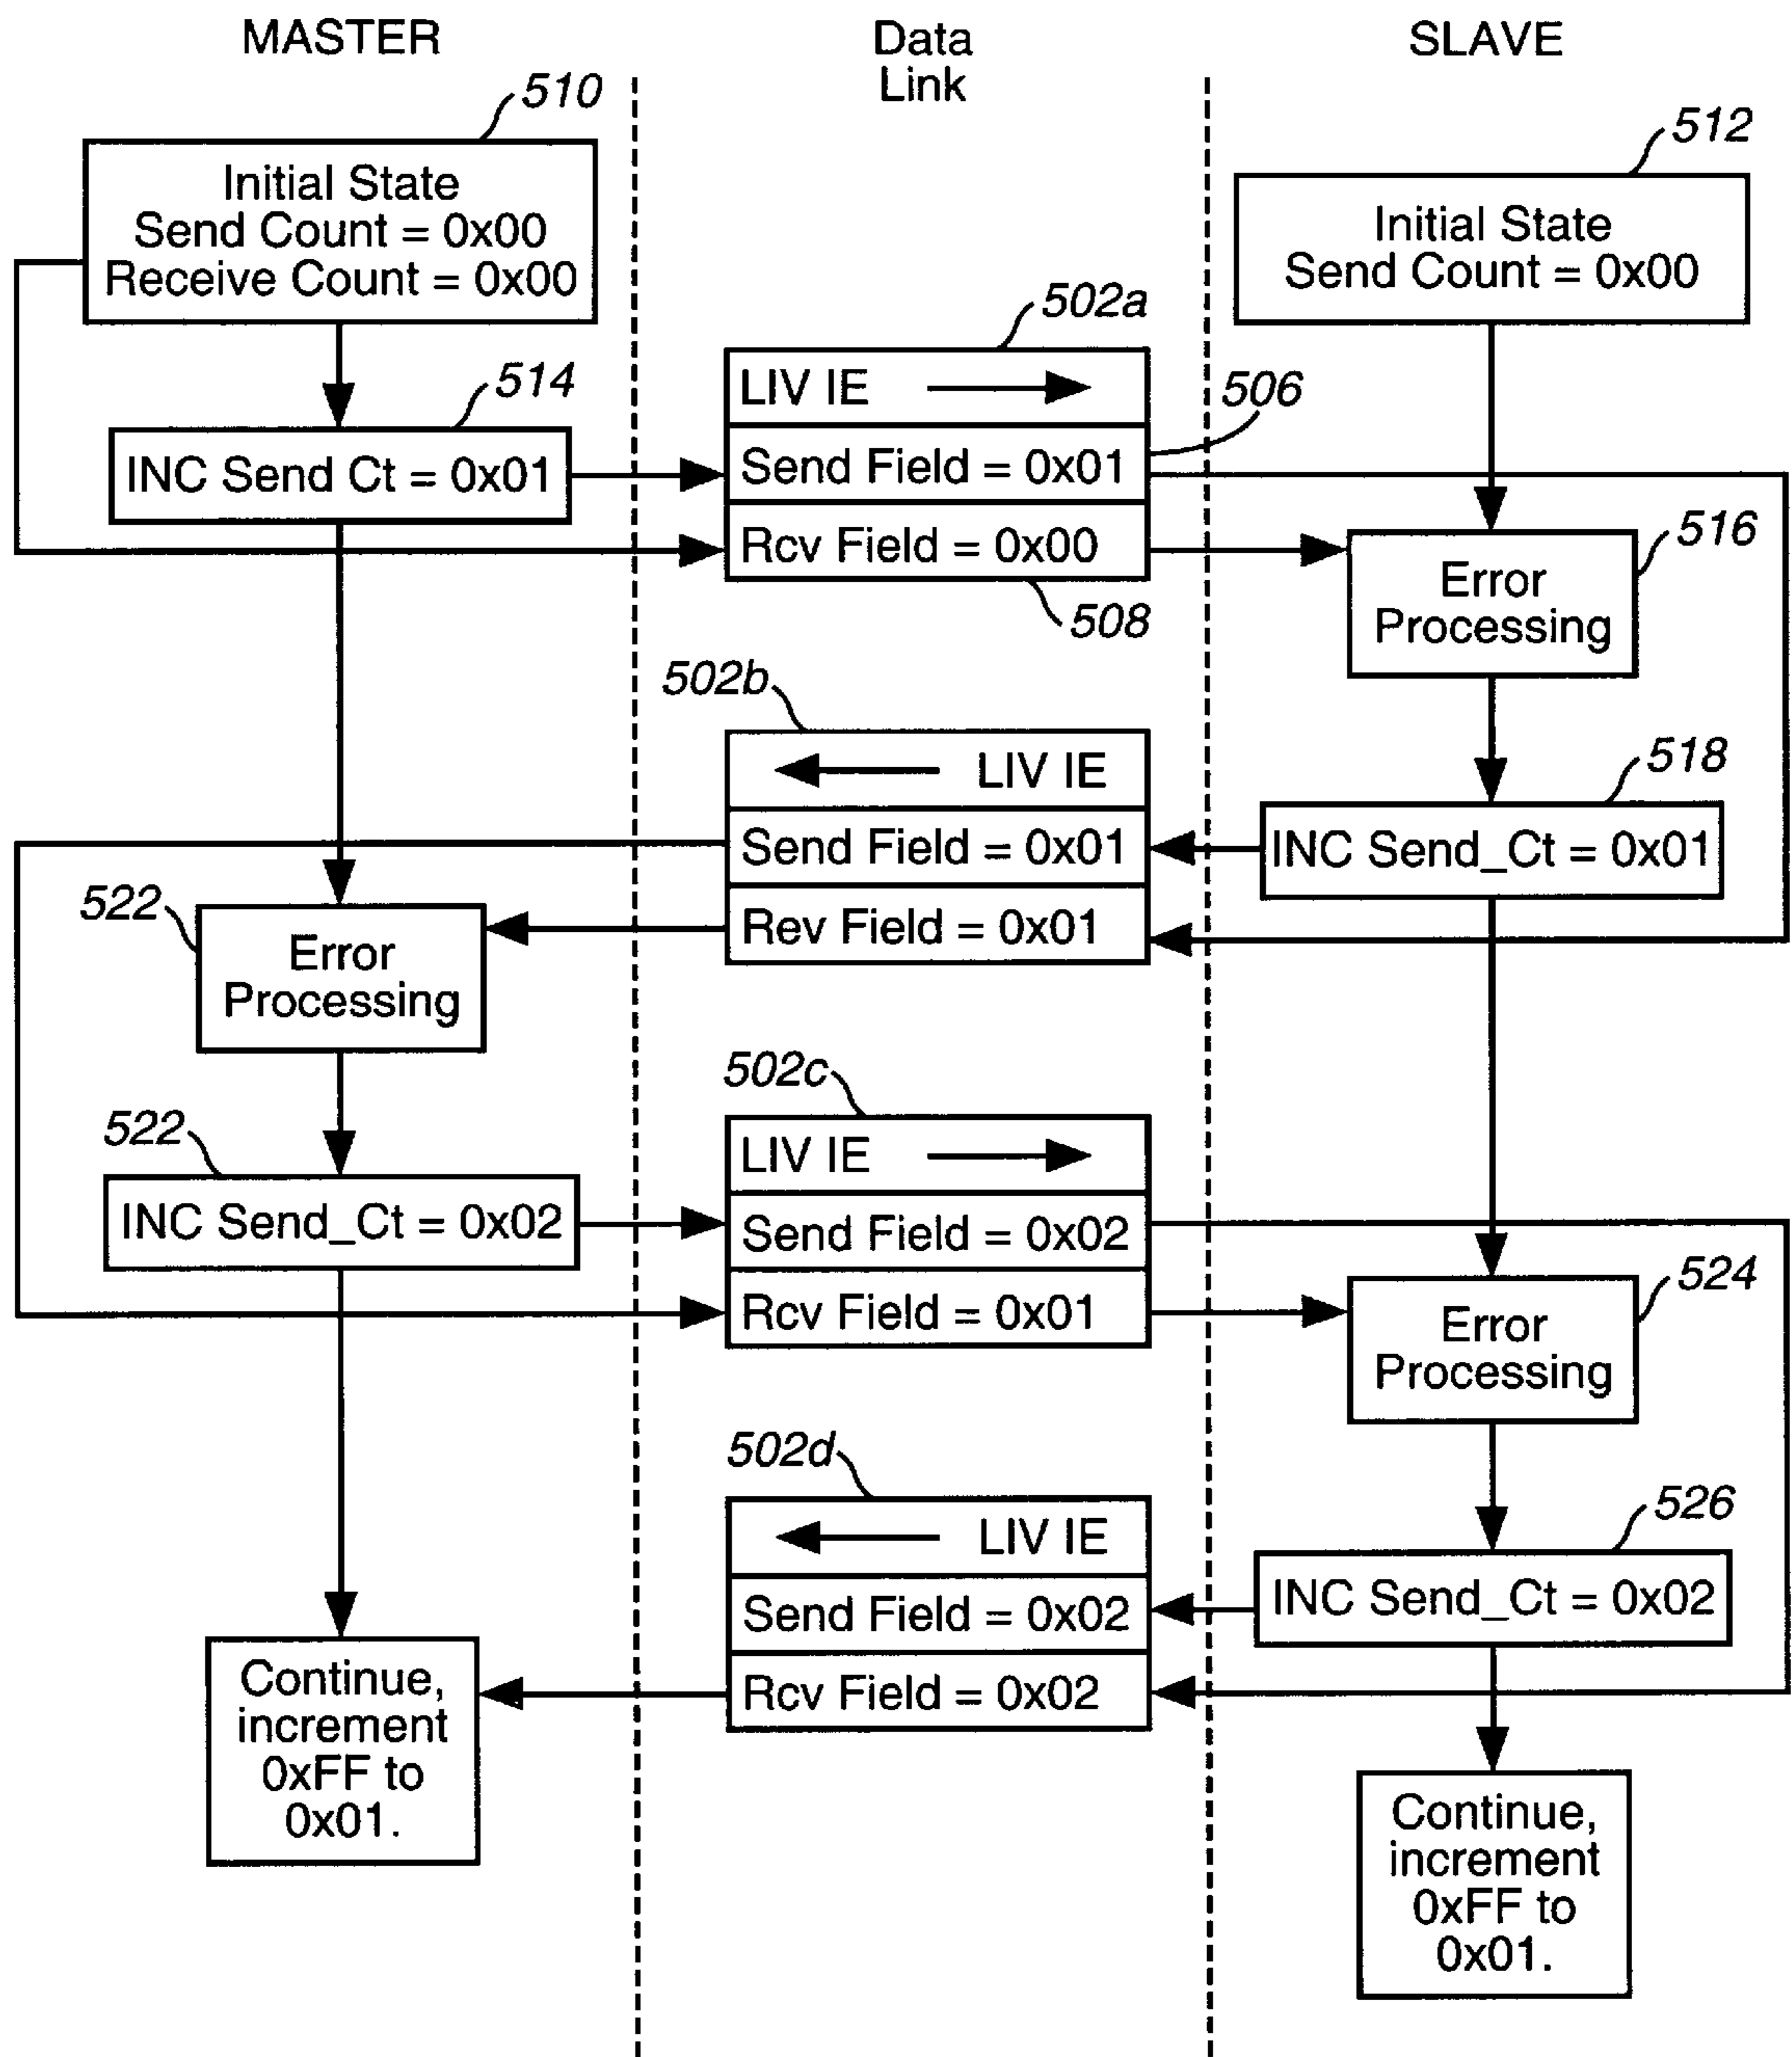 MASTER
Data
Link
SLAVE
510
512
Initial State
Send Count = 0x00
Receive Count = 0x00
Initial State
Send Count = 0x00
502a
514
506
LIV IE
INC Send Ct = 0x01
Send Field = 0x01
Rcv Field = 0x00
516
Error
Processing
508
502b
518
LIV IE
Send Field = 0x01
INC Send_Ct = 0x01
522
Rev Field = 0x01
Error
Processing
502c
522
LIV IE
INC Send_Ct = 0x02
Send Field = 0x02
524
Rcv Field = 0x01
Error
Processing
502d
526
LIV IE
INC Send_Ct = 0x02
Send Field = 0x02
Rcv Field = 0x02
Continue,
increment
0xFF to
0x01.
Continue,
increment
0xFF to
0x01.